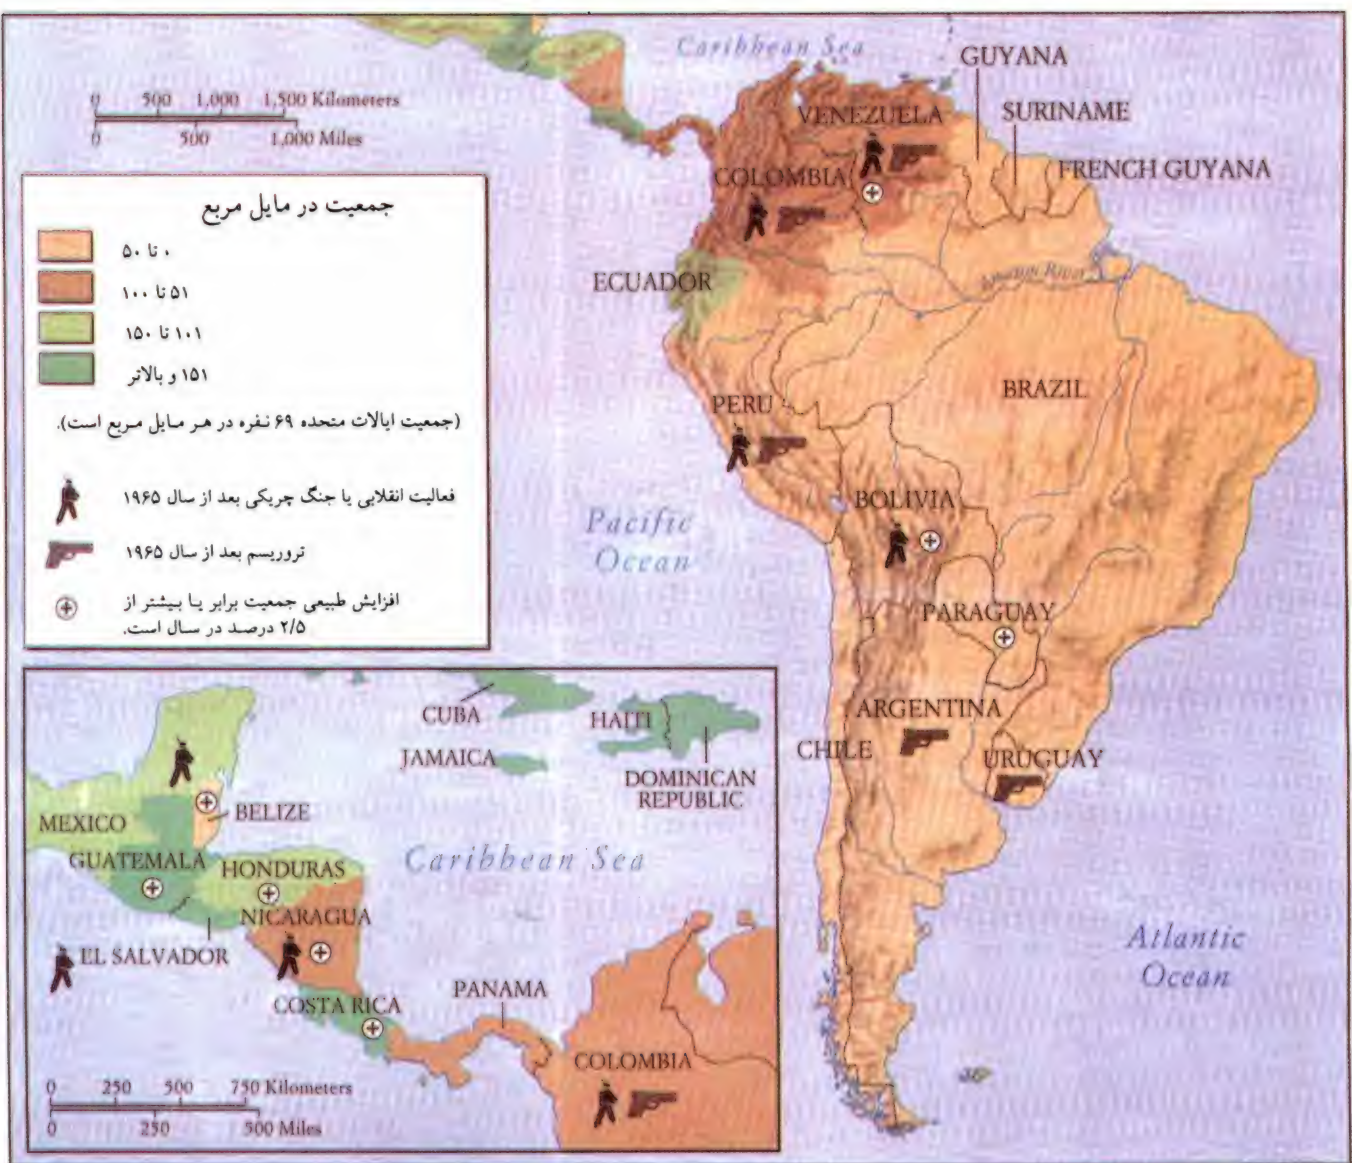 Caribbean Sea
GUYANA
0 500 1,000 1,500 Kilometers
0 500 1,000 Miles
VENEZUELA
SURINAME
FRENCH GUYANA
COLOMBIA
جمعیت در مایل مربع
۰ تا ۵۰
۵۱ تا ۱۰۰
۱۰۱ تا ۱۵۰
۱۵۱ و بالاتر
(جمعیت ایالات متحده ۶۹ نفره در هر مایل مربع است).
فعالیت انقلابی یا جنگ چریکی بعد از سال ۱۹۶۵
تروریسم بعد از سال ۱۹۶۵
افزایش طبیعی جمعیت برابر یا بیشتر از
۲/۵ درصد در سال است.
ECUADOR
Amazon River
BRAZIL
PERU
BOLIVIA
Pacific
Ocean
PARAGUAY
ARGENTINA
CHILE
URUGUAY
Atlantic
Ocean
CUBA
HAITI
JAMAICA
DOMINICAN
REPUBLIC
MEXICO
BELIZE
GUATEMALA
HONDURAS
Caribbean Sea
NICARAGUA
EL SALVADOR
COSTA RICA
PANAMA
COLOMBIA
0 250 500 750 Kilometers
0 250 500 Miles